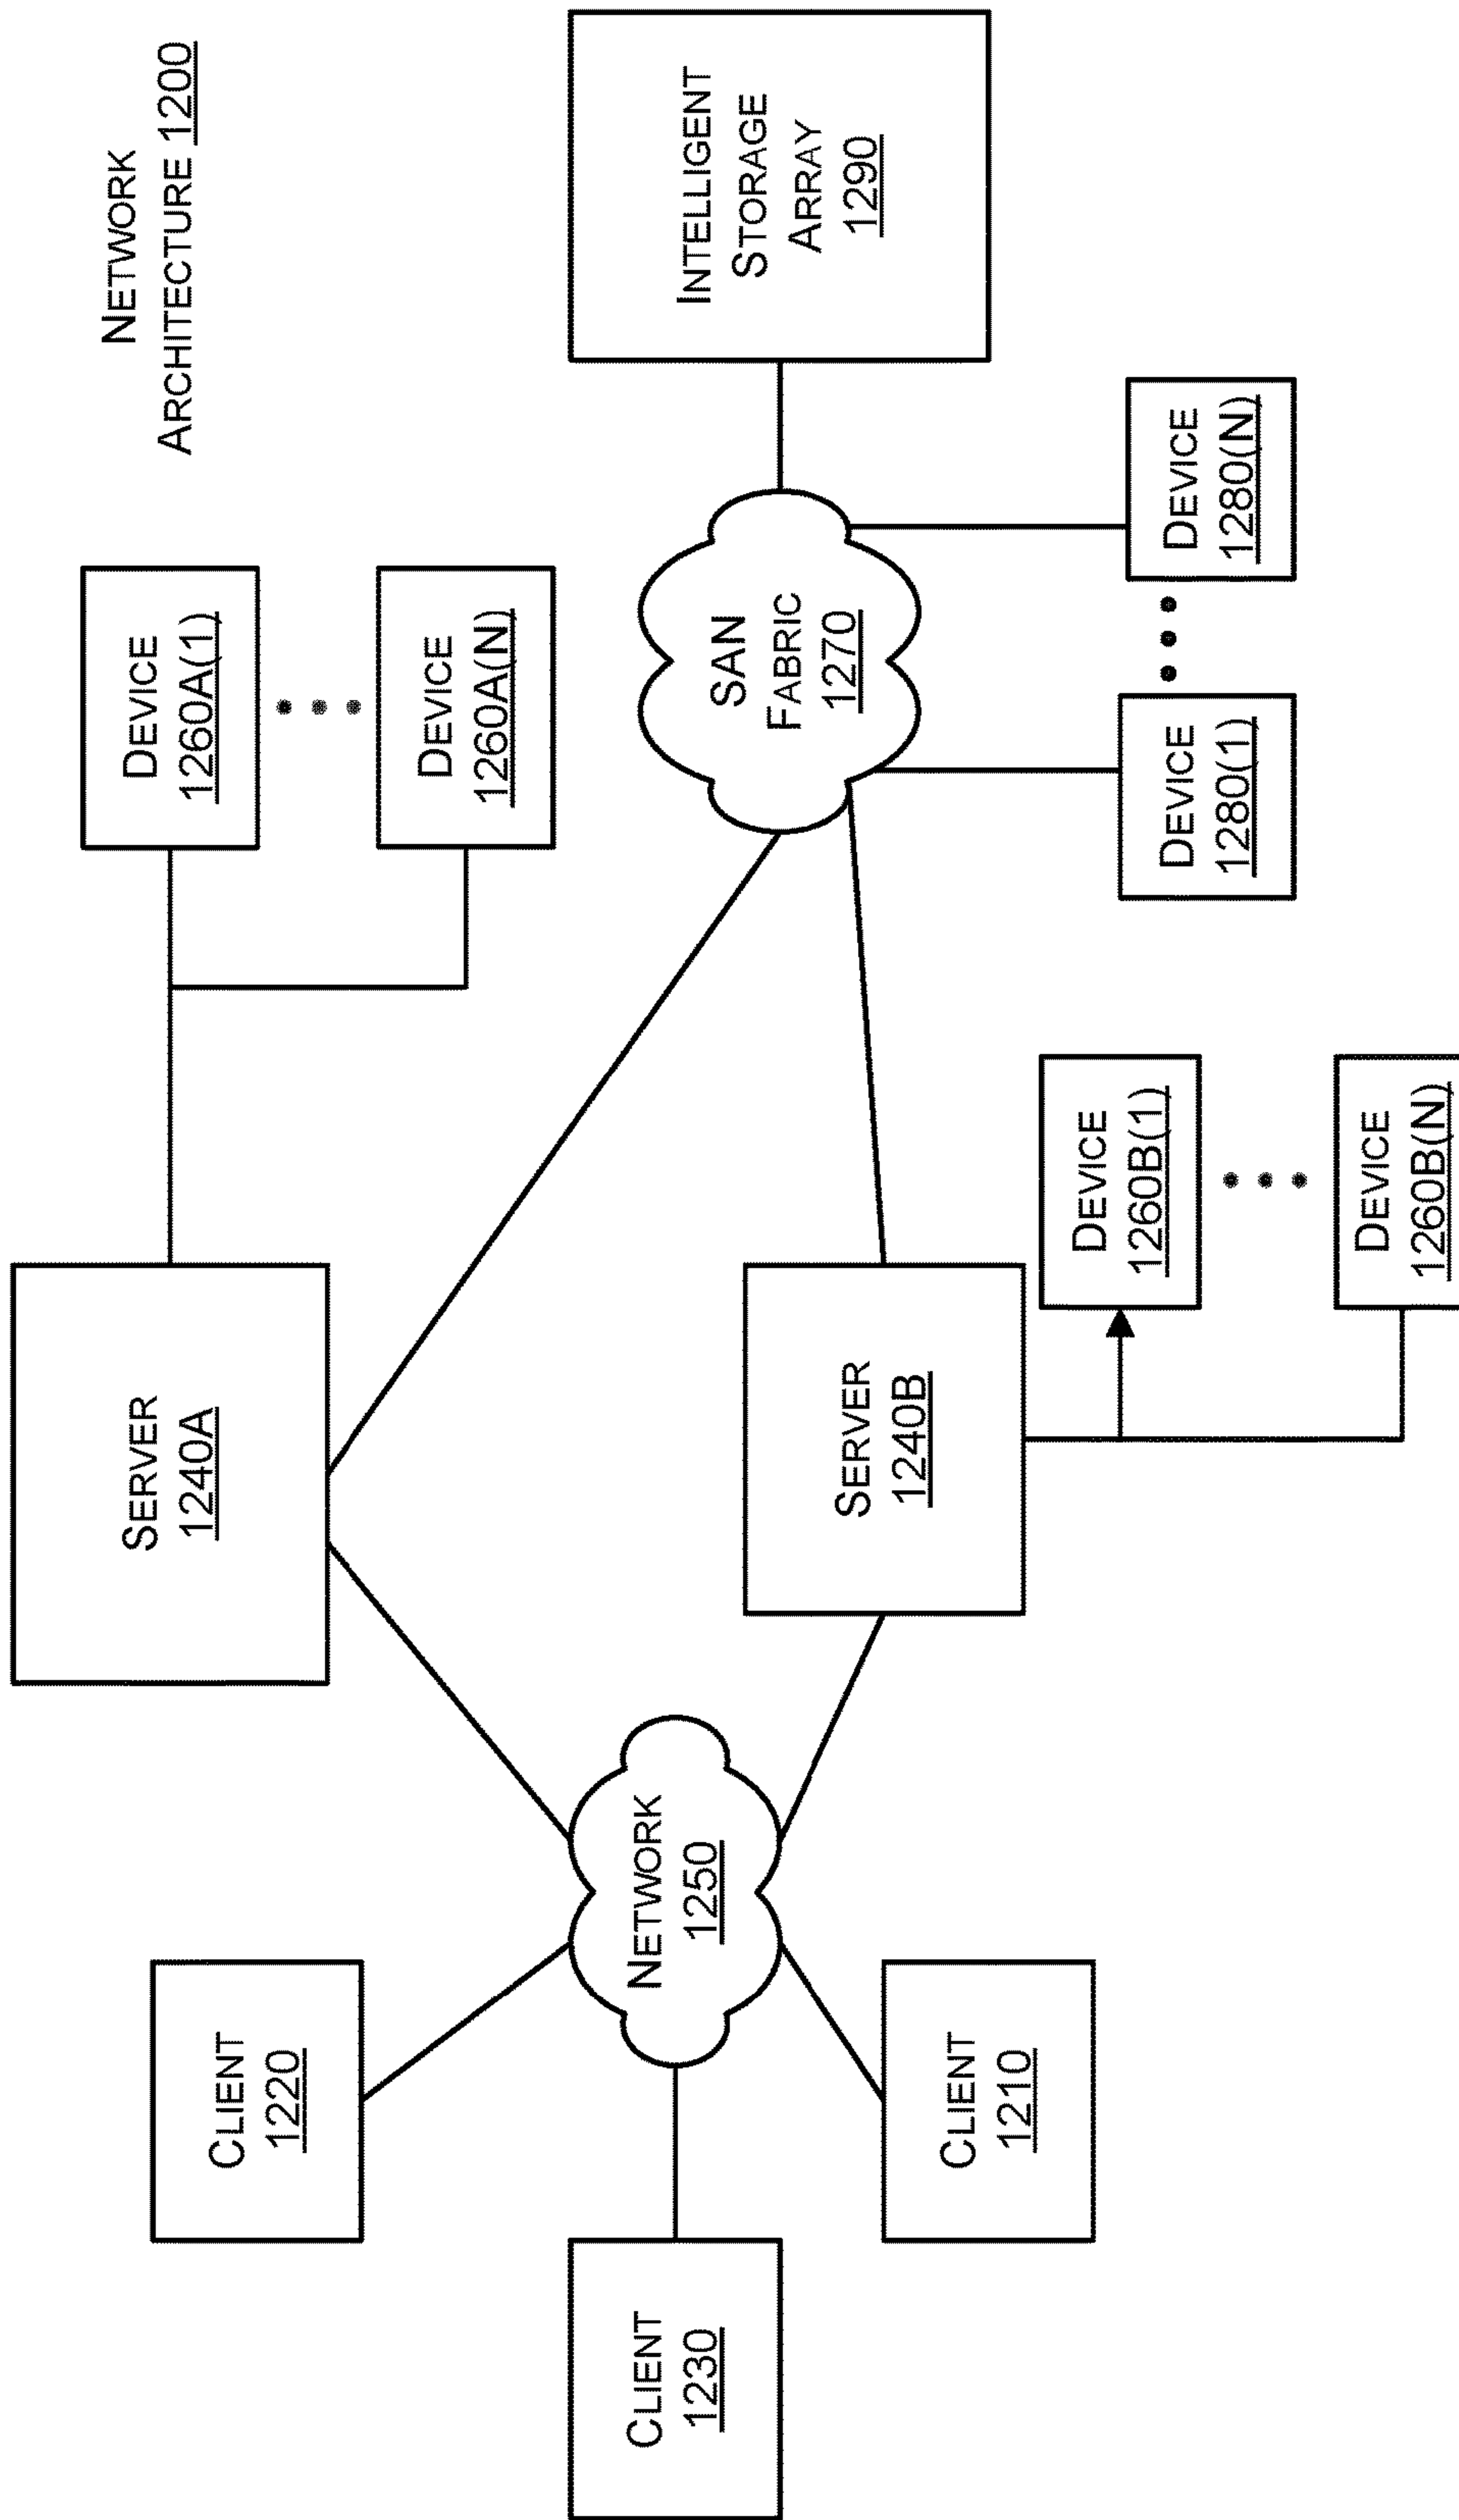 NETWORK
ARCHITECTURE 1200
DEVICE
1260A(1)
DEVICE
1260A(N)
SERVER
1240A
CLIENT
1220
INTELLIGENT
STORAGE
ARRAY
1290
SAN
FABRIC
1270
NETWORK
1250
CLIENT
1230
SERVER
1240B
CLIENT
1210
DEVICE
1280(1)
DEVICE
1280(N)
DEVICE
1260B(1)
DEVICE
1260B(N)